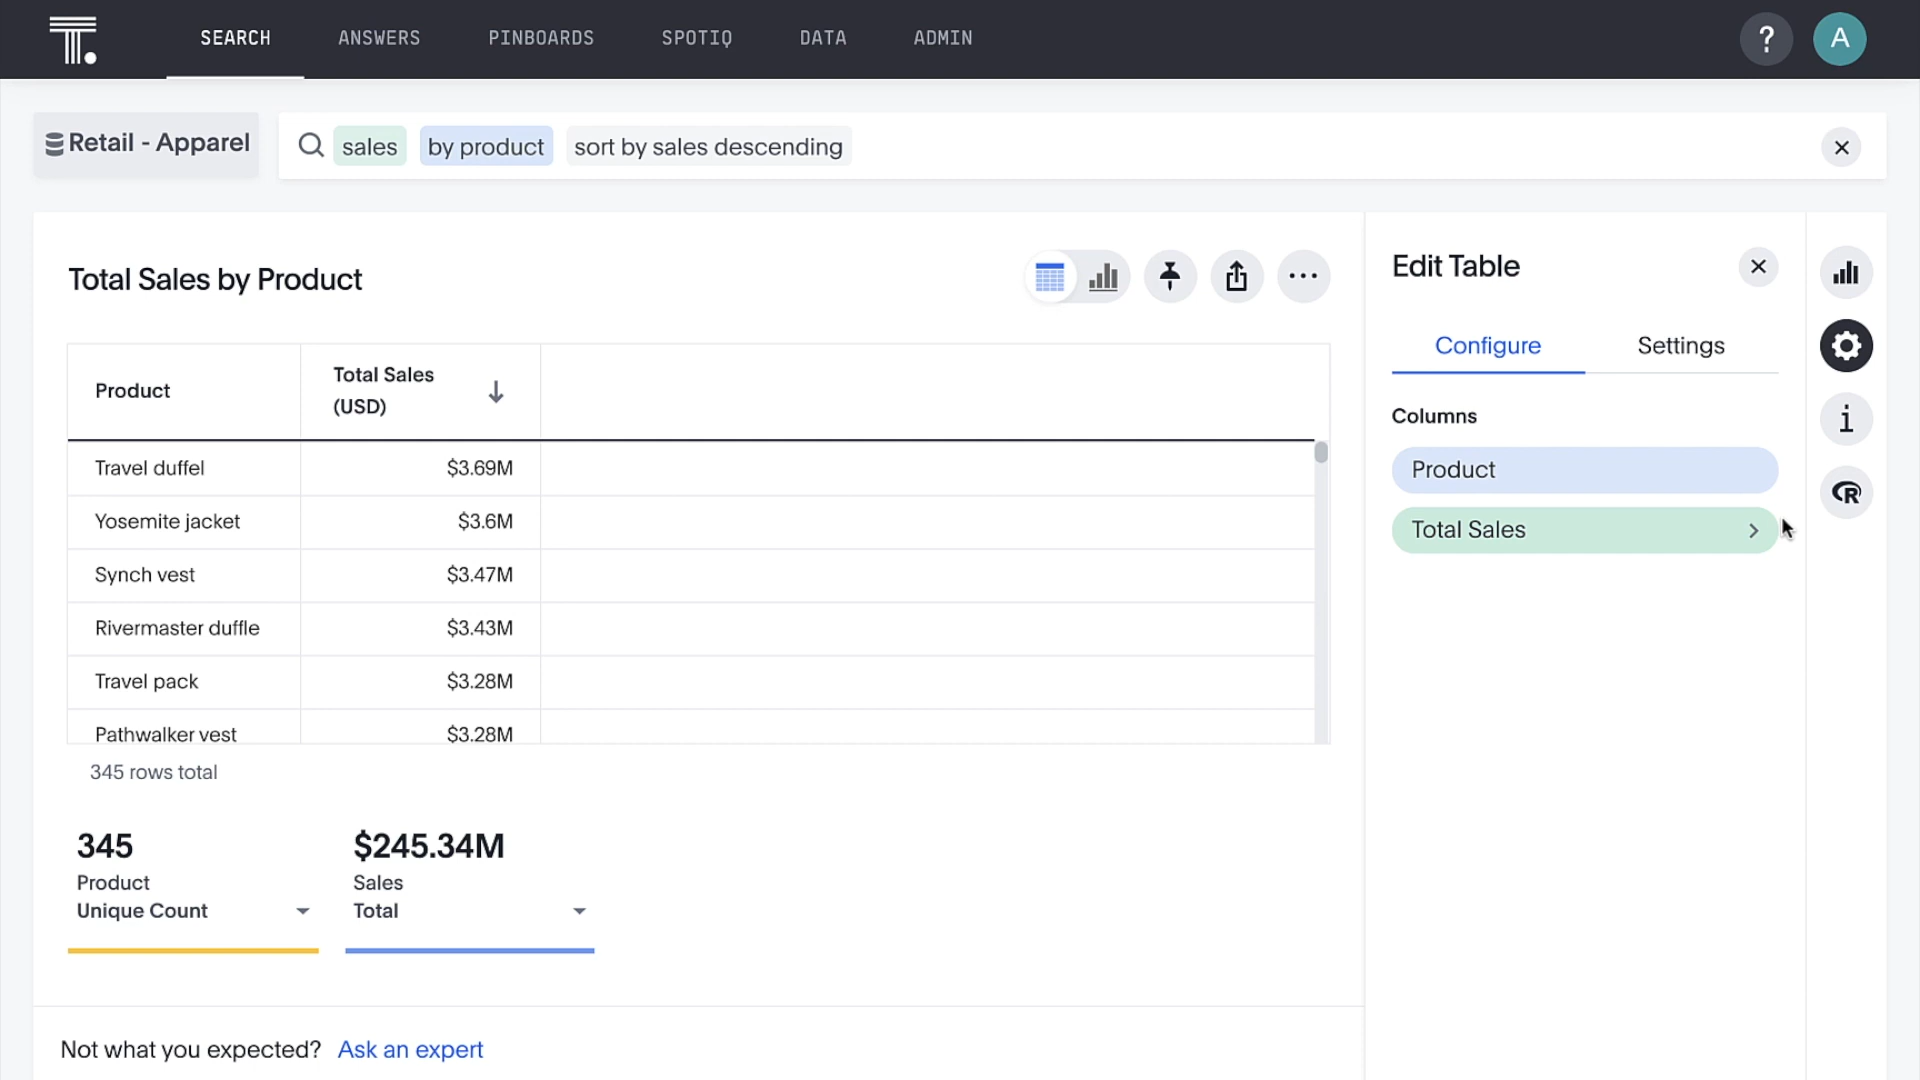 T.
SEARCH ANSWERS PINBOARDS SPOTIQ DATA ADMIN
? A
Retail - Apparel
sales by product sort by sales descending
Total Sales by Product
Product
Total Sales
(USD)
Travel duffel $3.69M
Yosemite jacket $3.6M
Synch vest $3.47M
Rivermaster duffle $3.43M
Travel pack $3.28M
Pathwalker vest $3.28M
345 rows total
345
Product
Unique Count
$245.34M
Sales
Total
Not what you expected? Ask an expert
Edit Table
Configure Settings
Columns
Product
Total Sales
i
R